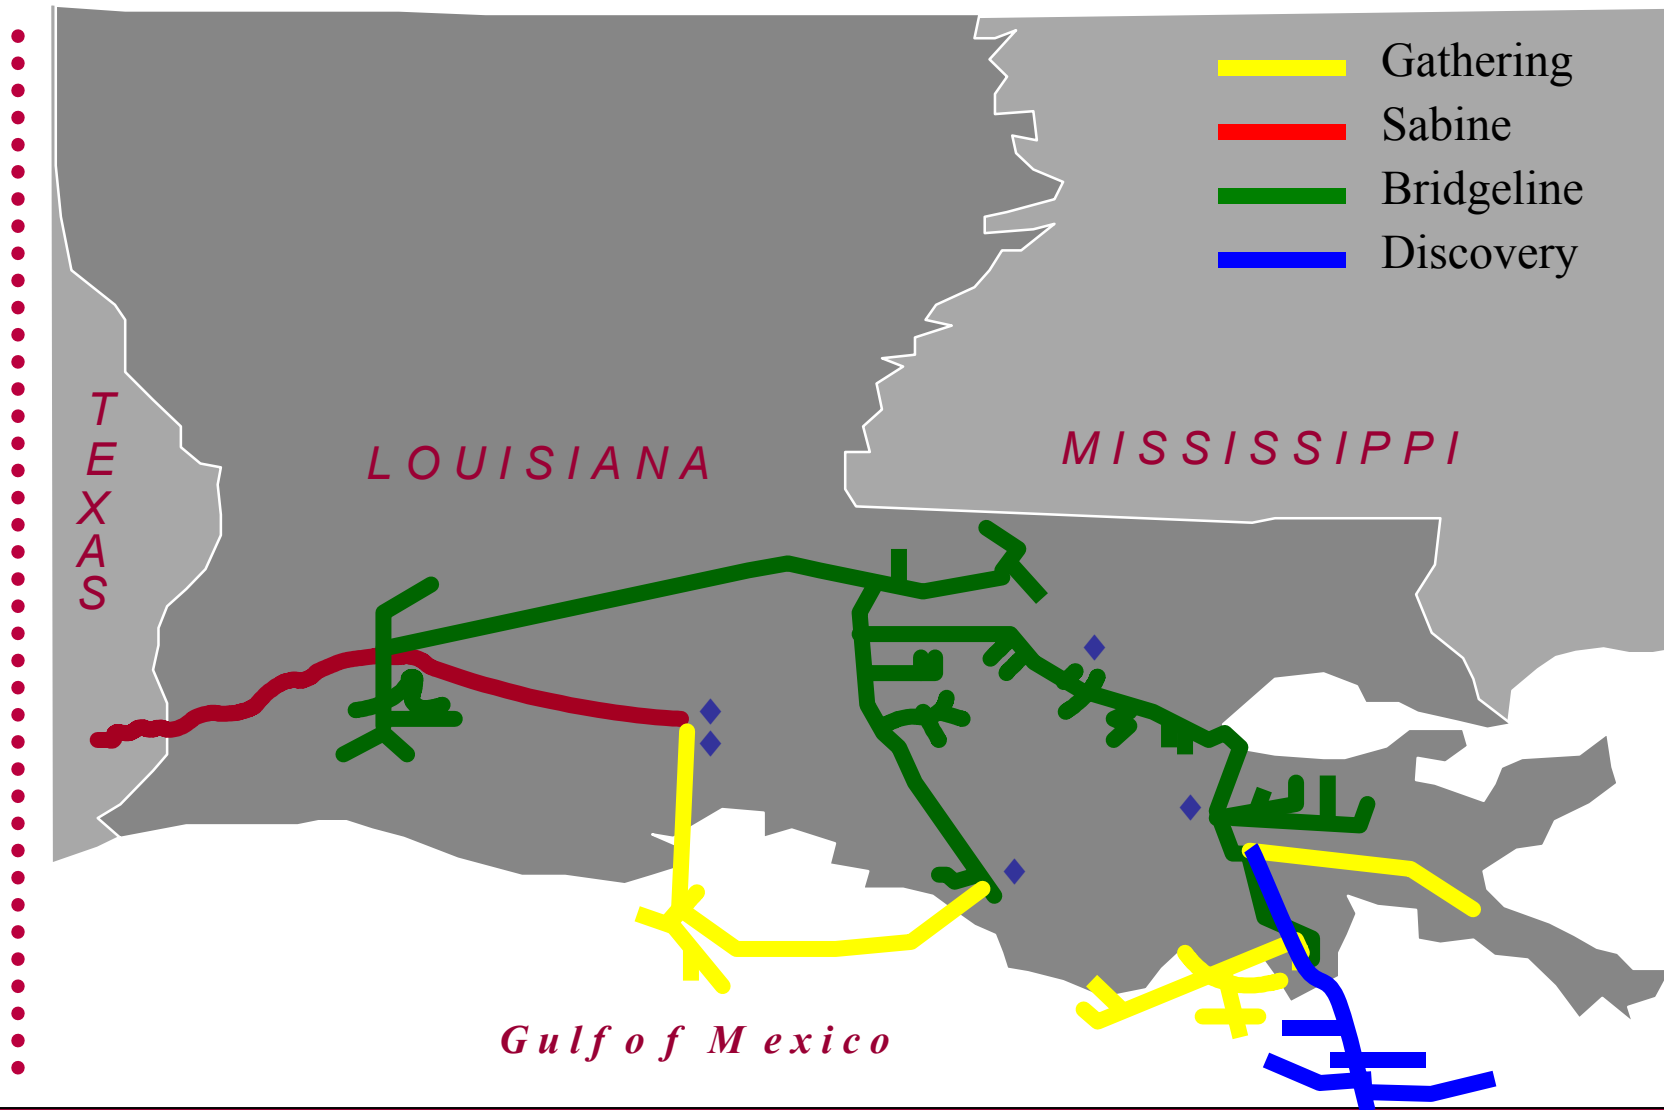 Gathering
Sabine
Bridgeline
Discovery
TEXAS
LOUISIANA
MISSISSIPPI
Gulf of Mexico